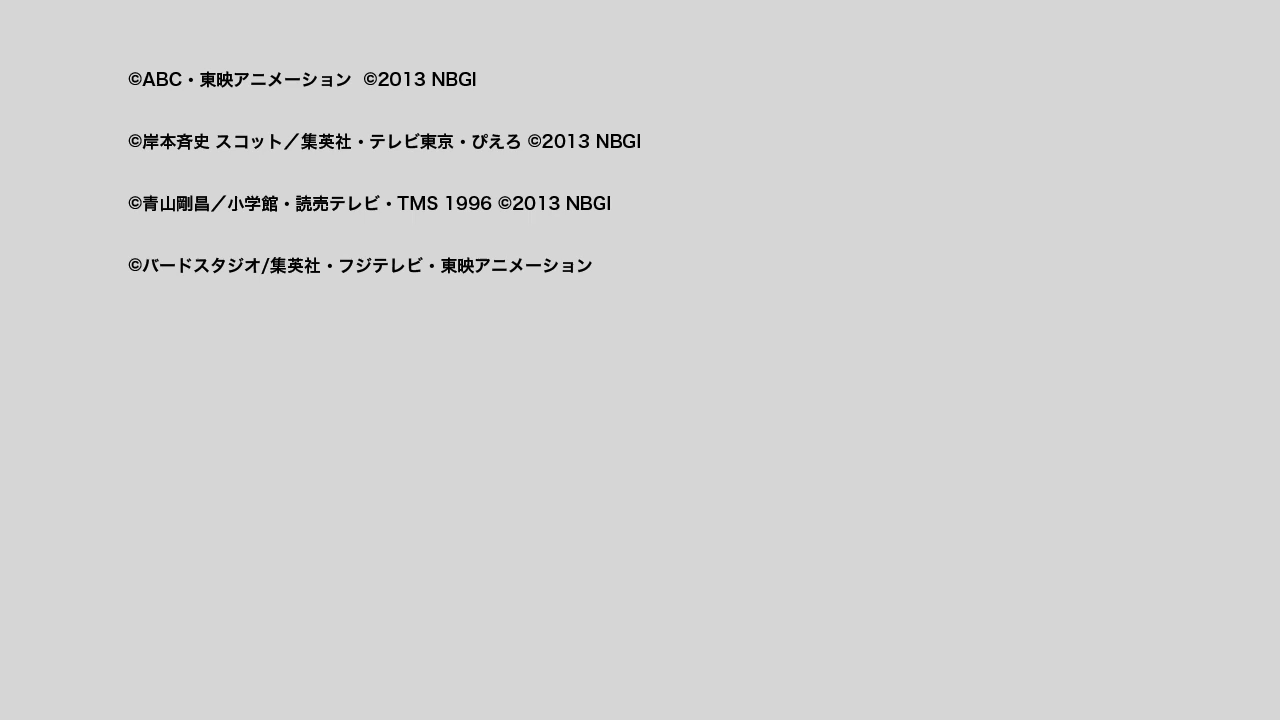 ©ABC・東映アニメーション ©2013 NBGI
©岸本斉史 スコット／集英社・テレビ東京・ぴえろ ©2013 NBGI
©青山剛昌／小学館・読売テレビ・TMS 1996 ©2013 NBGI
©バードスタジオ/集英社・フジテレビ・東映アニメーション